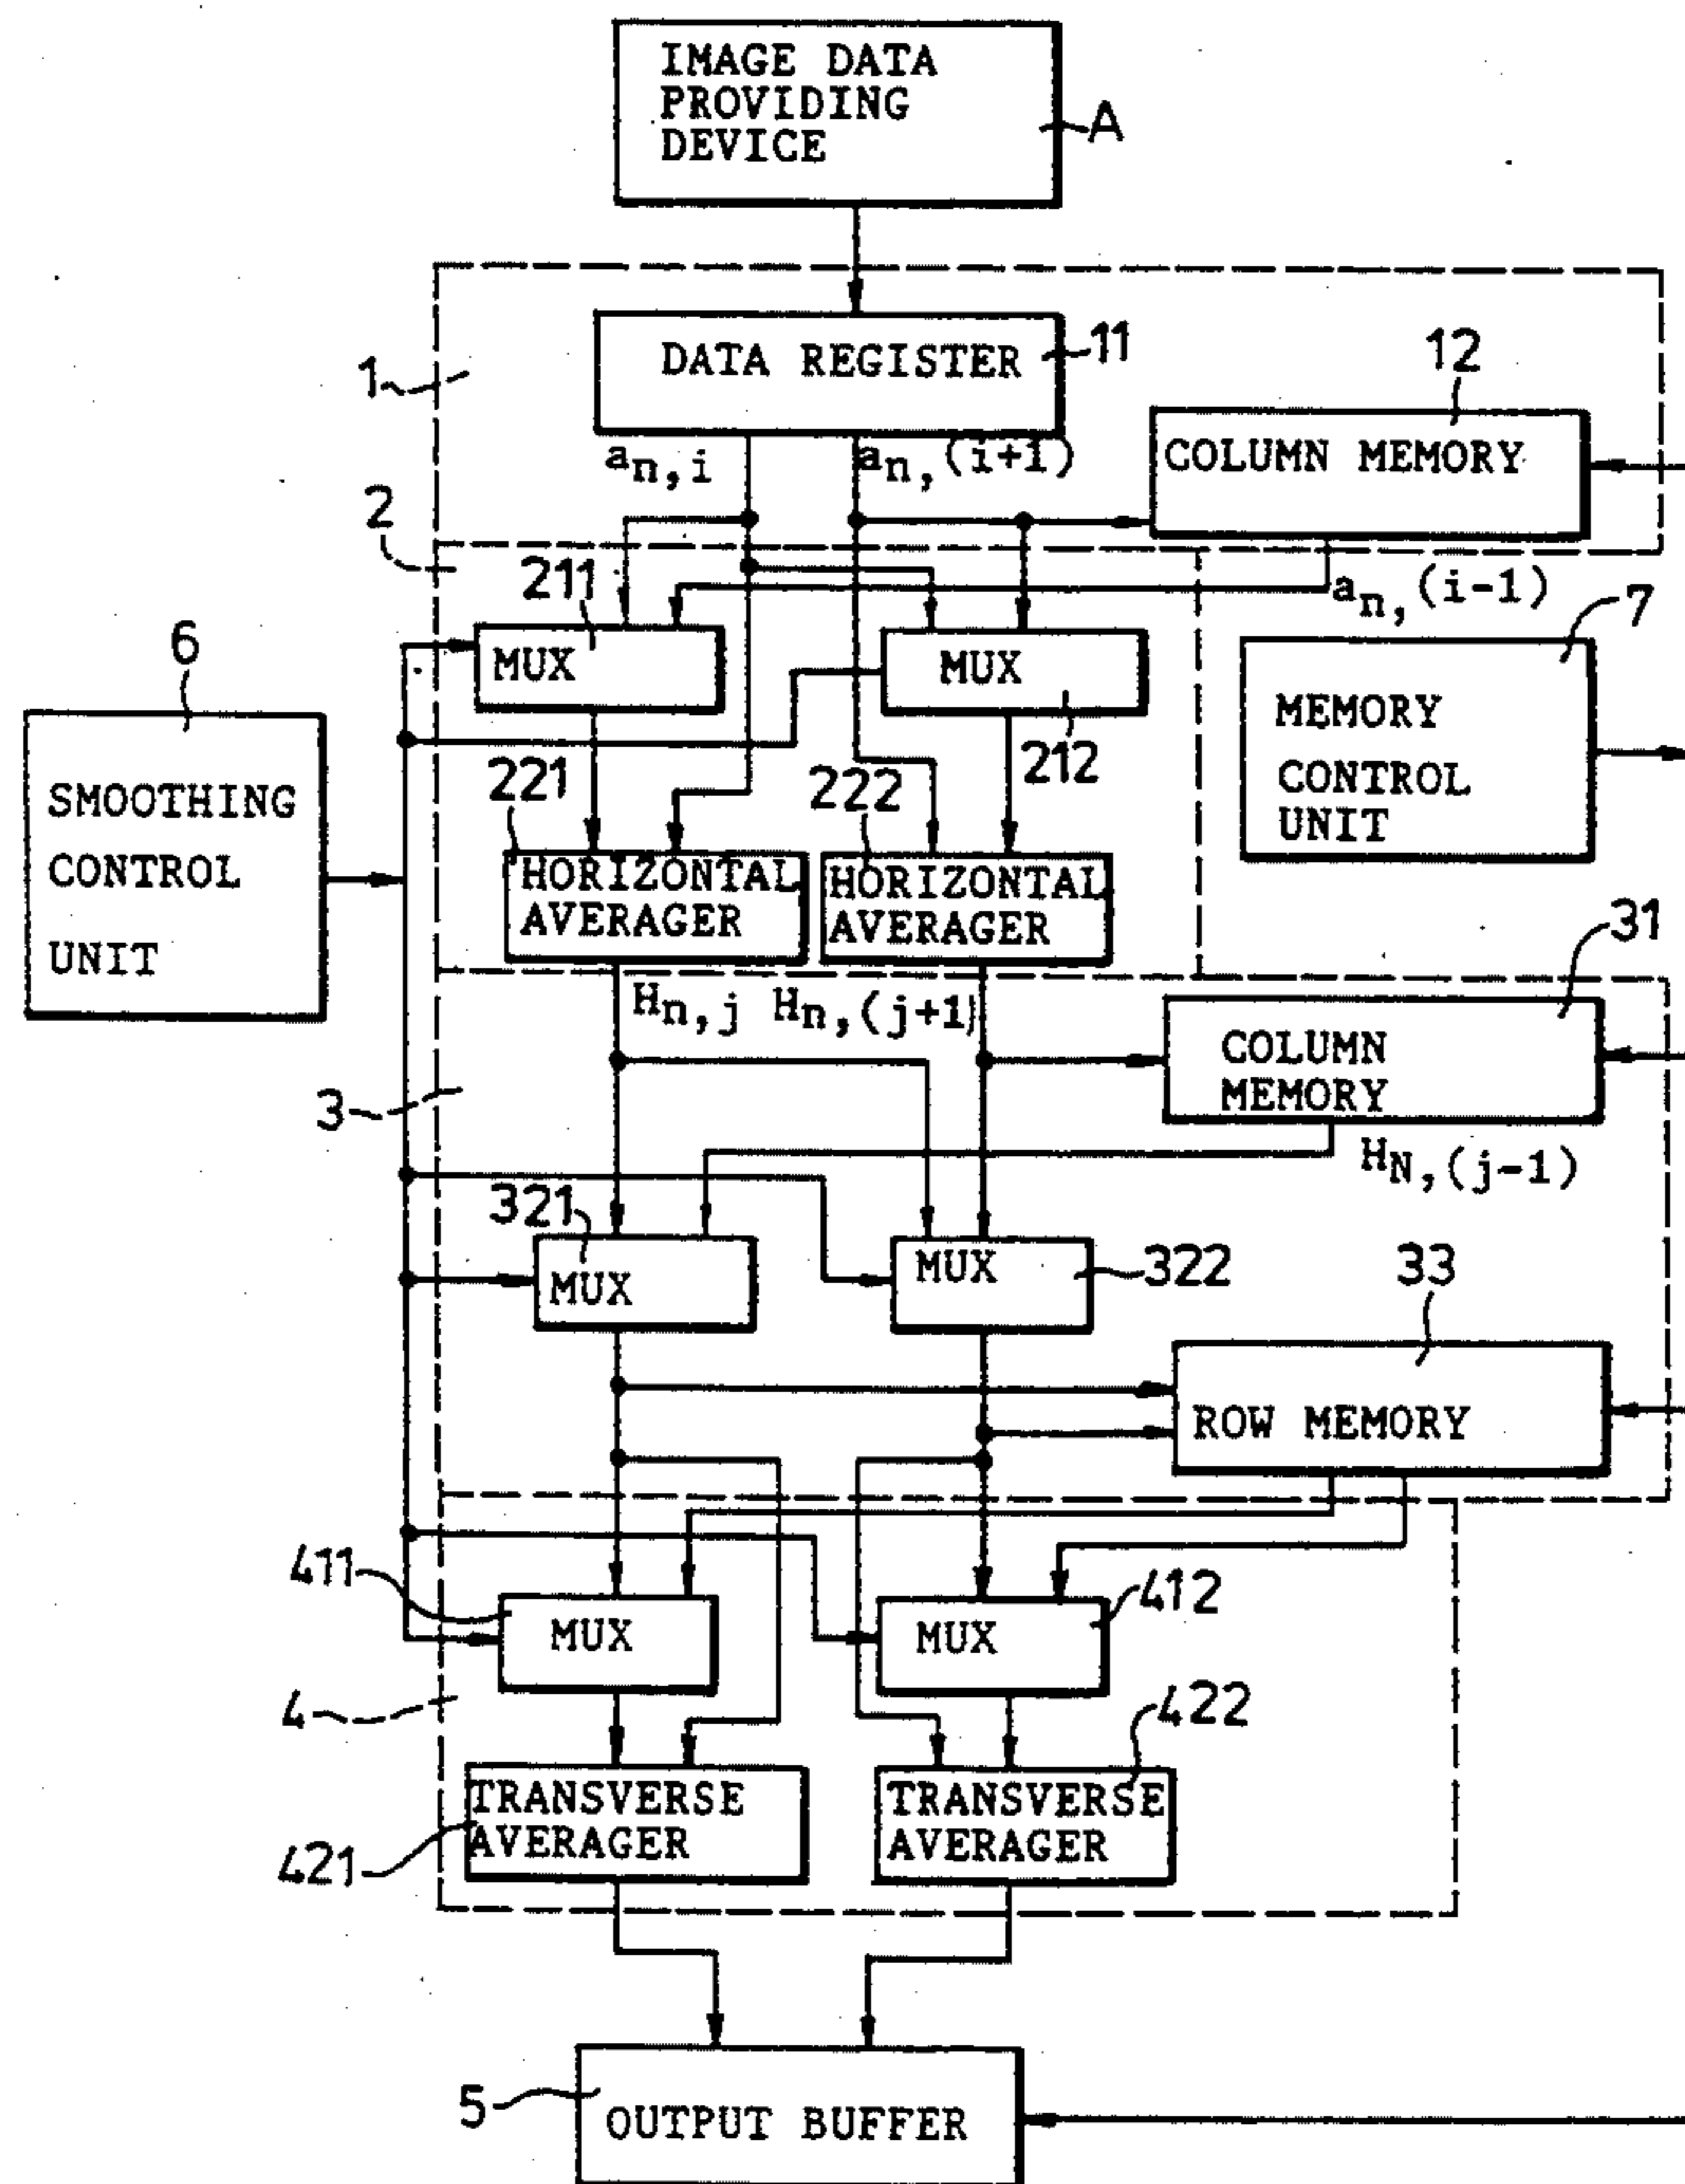 IMAGE DATA
PROVIDING
DEVICE
A
DATA REGISTER
11
1
12
COLUMN MEMORY
an,i
an,(i+1)
2
211
an,(i-1)
7
6
MUX
MUX
212
MEMORY
CONTROL
UNIT
SMOOTHING
CONTROL
UNIT
221
222
HORIZONTAL
AVERAGER
HORIZONTAL
AVERAGER
31
Hn,j
Hn,(j+1)
COLUMN
MEMORY
3
HN,(j-1)
321
MUX
MUX
322
33
ROW MEMORY
411
MUX
MUX
412
4
422
TRANSVERSE
AVERAGER
TRANSVERSE
AVERAGER
421
5
OUTPUT BUFFER